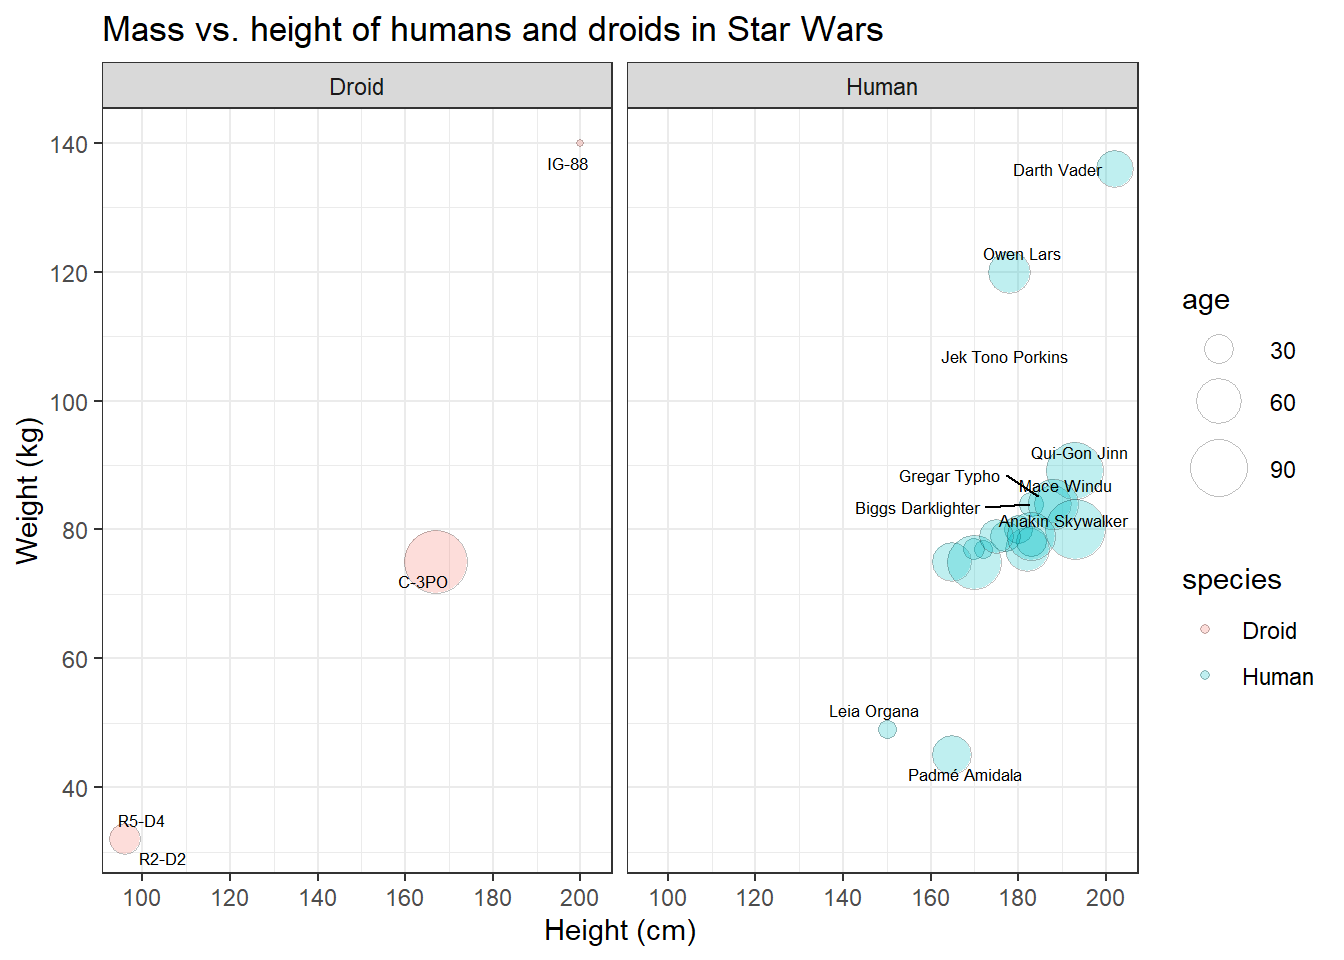 Mass vs. height of humans and droids in Star Wars
Droid
Human
Weight (kg)
140
120
100
80
60
40
IG-88
C-3PO
R5-D4
R2-D2
Darth Vader
Owen Lars
Jek Tono Porkins
Qui-Gon Jinn
Gregar Typho
Mace Windu
Biggs Darklighter
Anakin Skywalker
Leia Organa
Padmé Amidala
100 120 140 160 180 200
100 120 140 160 180 200
Height (cm)
age
30
60
90
species
Droid
Human